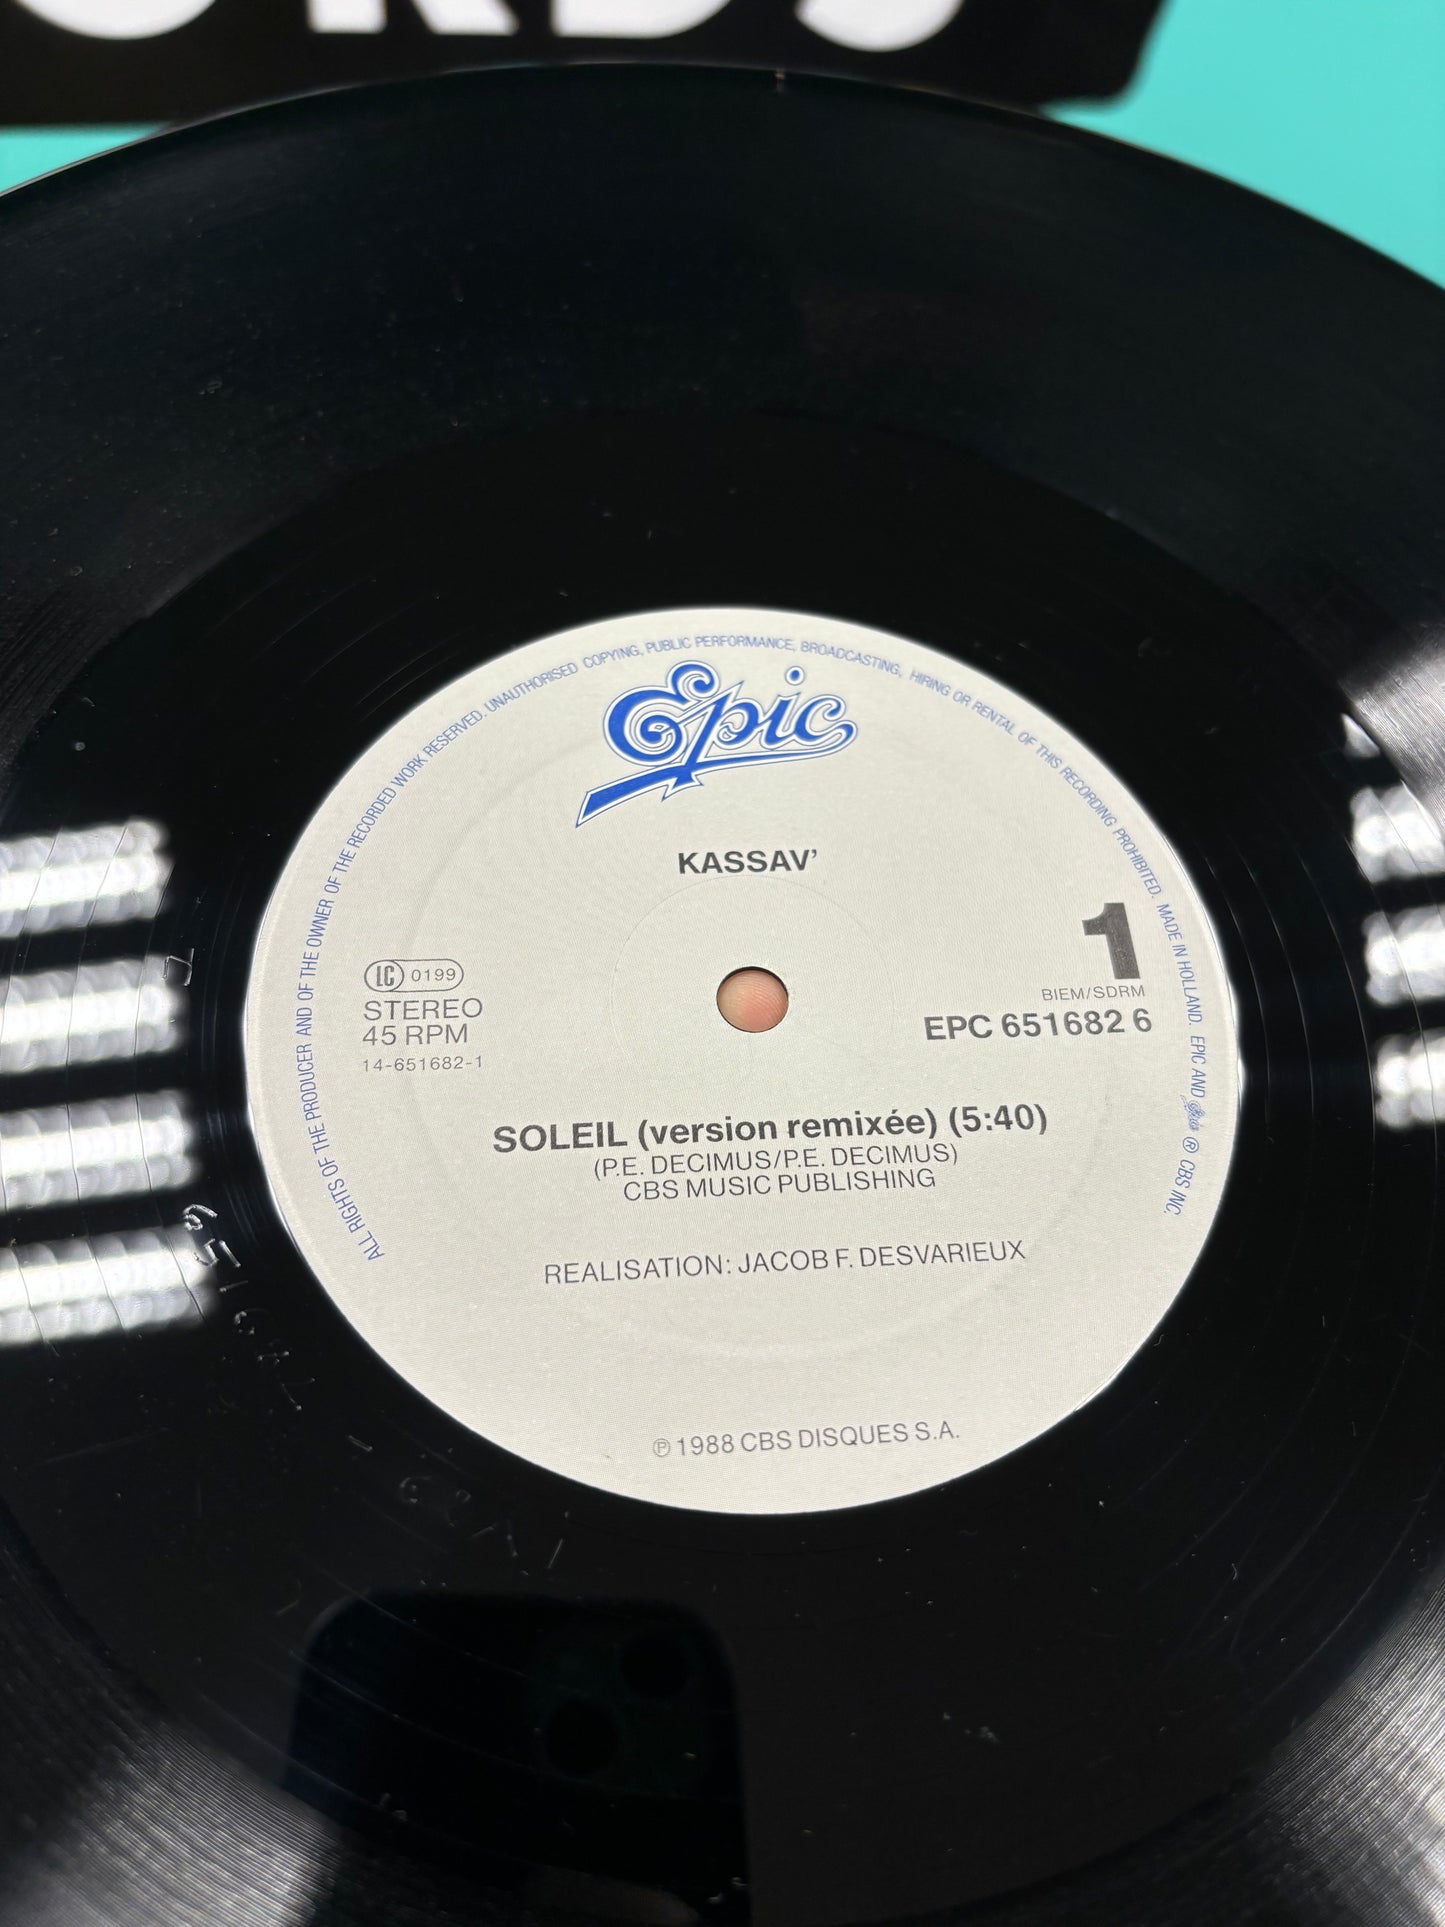 ALL RIGHTS OF THE PRODUCER AND OF THE OWNER OF THE RECORDED WORK RESERVED. UNAUTHORISED COPYING, PUBLIC PERFORMANCE, BROADCASTING, HIRING OR RENTAL OF THIS RECORDING PROHIBITED. MADE IN HOLLAND. EPIC AND Epic ® CBS INC.
Epic
KASSAV’
1
LC 0199
BIEM/SDRM
STEREO
EPC 651682 6
45 RPM
14-651682-1
SOLEIL (version remixée) (5:40)
(P.E. DECIMUS/P.E. DECIMUS)
CBS MUSIC PUBLISHING
REALISATION: JACOB F. DESVARIEUX
℗ 1988 CBS DISQUES S.A.